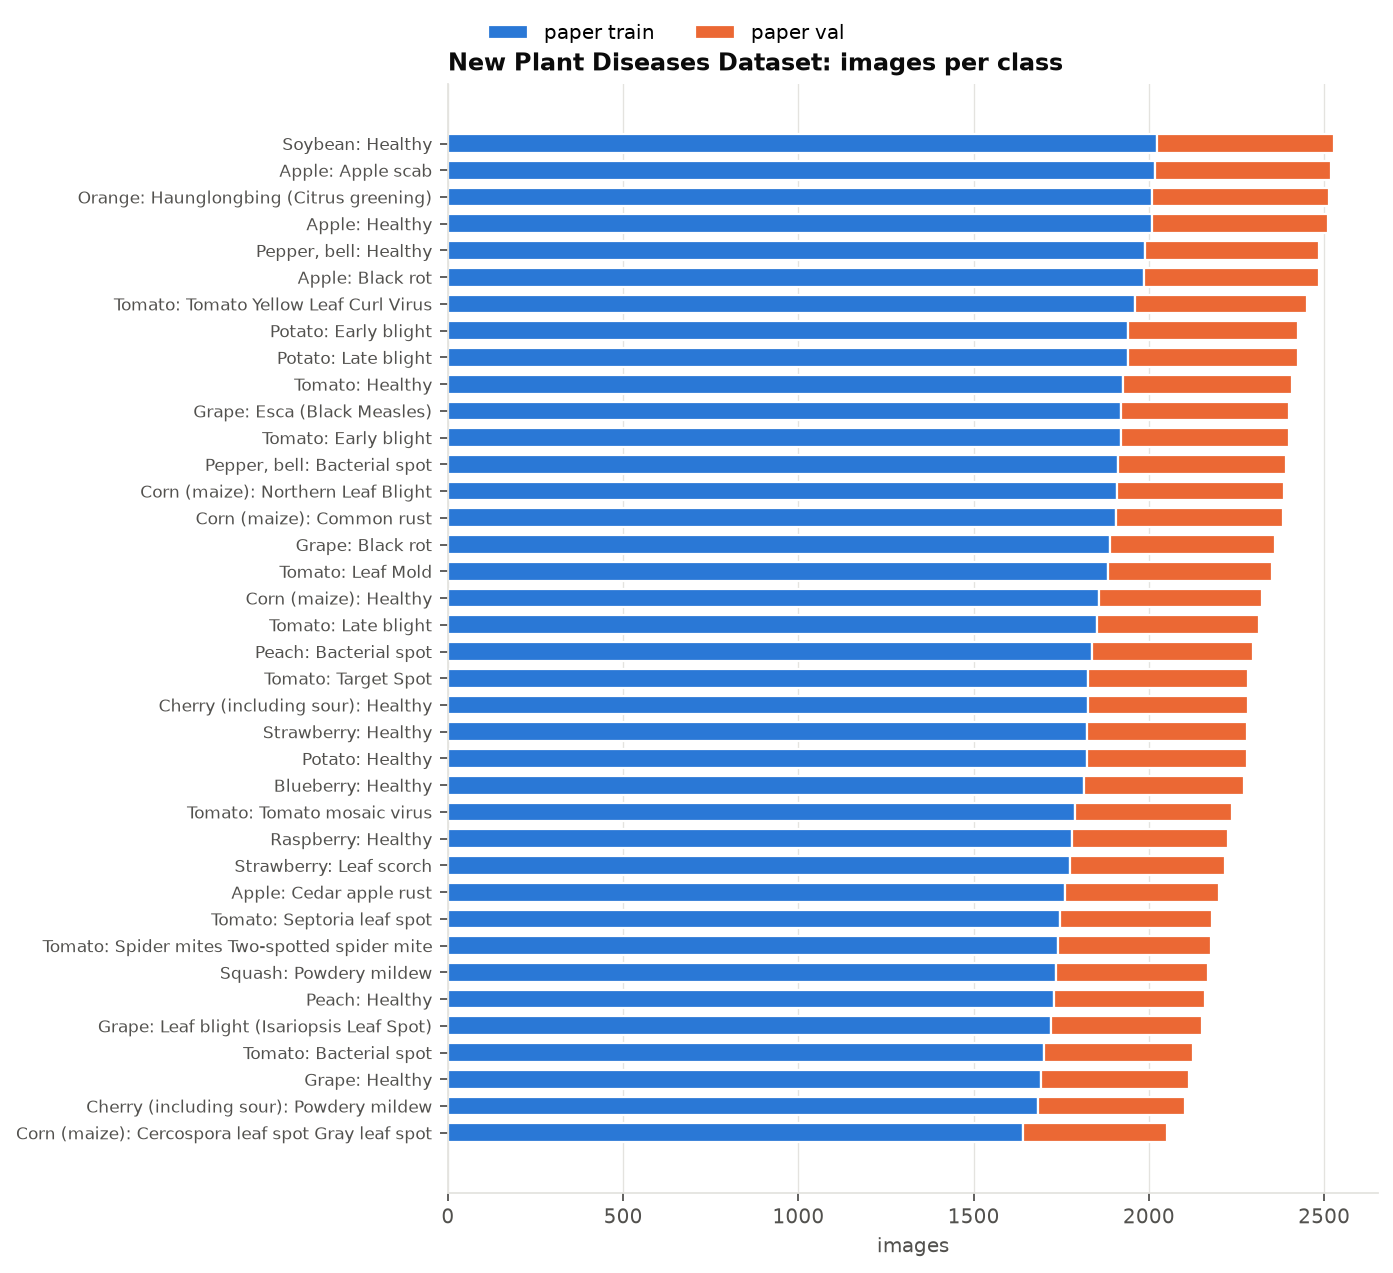 paper train paper val
New Plant Diseases Dataset: images per class
Soybean: Healthy
Apple: Apple scab
Orange: Haunglongbing (Citrus greening)
Apple: Healthy
Pepper, bell: Healthy
Apple: Black rot
Tomato: Tomato Yellow Leaf Curl Virus
Potato: Early blight
Potato: Late blight
Tomato: Healthy
Grape: Esca (Black Measles)
Tomato: Early blight
Pepper, bell: Bacterial spot
Corn (maize): Northern Leaf Blight
Corn (maize): Common rust
Grape: Black rot
Tomato: Leaf Mold
Corn (maize): Healthy
Tomato: Late blight
Peach: Bacterial spot
Tomato: Target Spot
Cherry (including sour): Healthy
Strawberry: Healthy
Potato: Healthy
Blueberry: Healthy
Tomato: Tomato mosaic virus
Raspberry: Healthy
Strawberry: Leaf scorch
Apple: Cedar apple rust
Tomato: Septoria leaf spot
Tomato: Spider mites Two-spotted spider mite
Squash: Powdery mildew
Peach: Healthy
Grape: Leaf blight (Isariopsis Leaf Spot)
Tomato: Bacterial spot
Grape: Healthy
Cherry (including sour): Powdery mildew
Corn (maize): Cercospora leaf spot Gray leaf spot
0 500 1000 1500 2000 2500
images